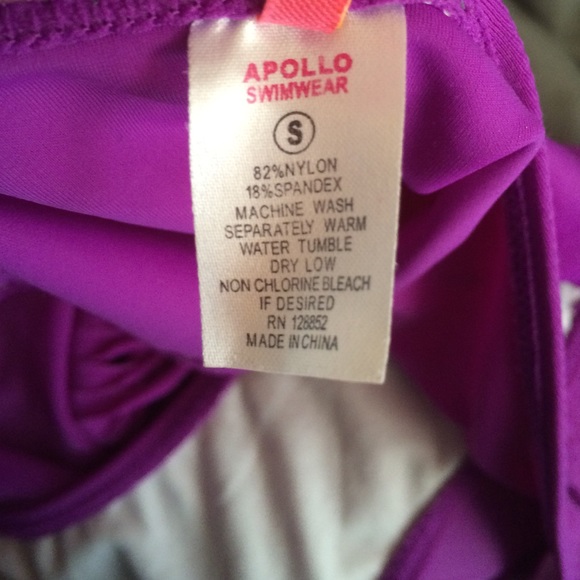 APOLLO
SWIMWEAR
S
82%NYLON
18%SPANDEX
MACHINE WASH
SEPARATELY WARM
WATER TUMBLE
DRY LOW
NON CHLORINE BLEACH
IF DESIRED
RN 128852
MADE IN CHINA